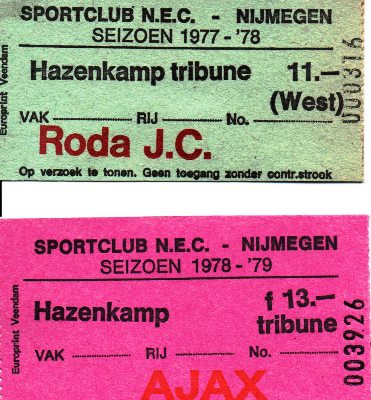 SPORTCLUB N.E.C. - NIJMEGEN
SEIZOEN 1977 - '78
Hazenkamp tribune 11.—
(West)
VAK RIJ No.
Roda J.C.
Op verzoek te tonen. Geen toegang zonder contr.strook
Europrint Veendam
000316
SPORTCLUB N.E.C. - NIJMEGEN
SEIZOEN 1978 - '79
Hazenkamp f 13.—
tribune
VAK RIJ No.
AJAX
Europrint Veendam
003926